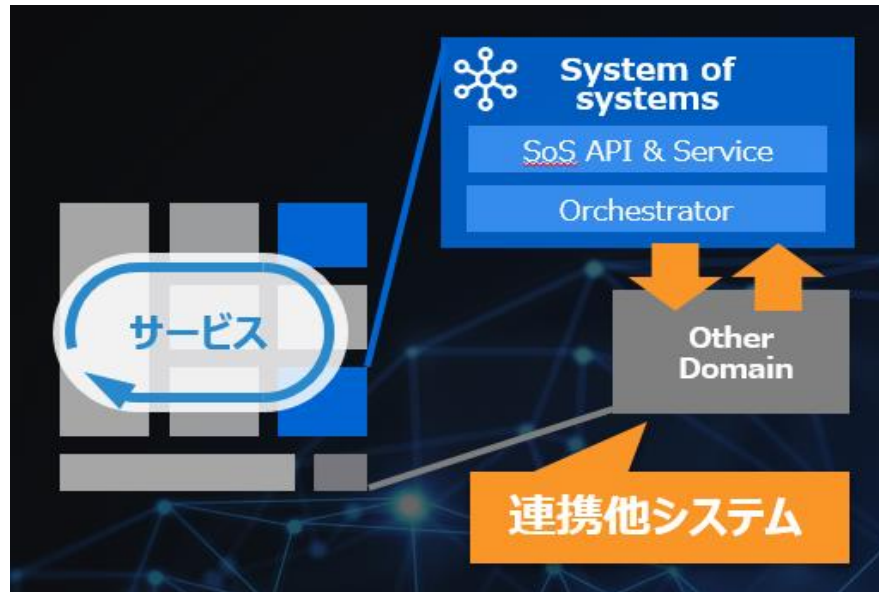 System of
systems
SoS API & Service
Orchestrator
サービス
Other
Domain
連携他システム